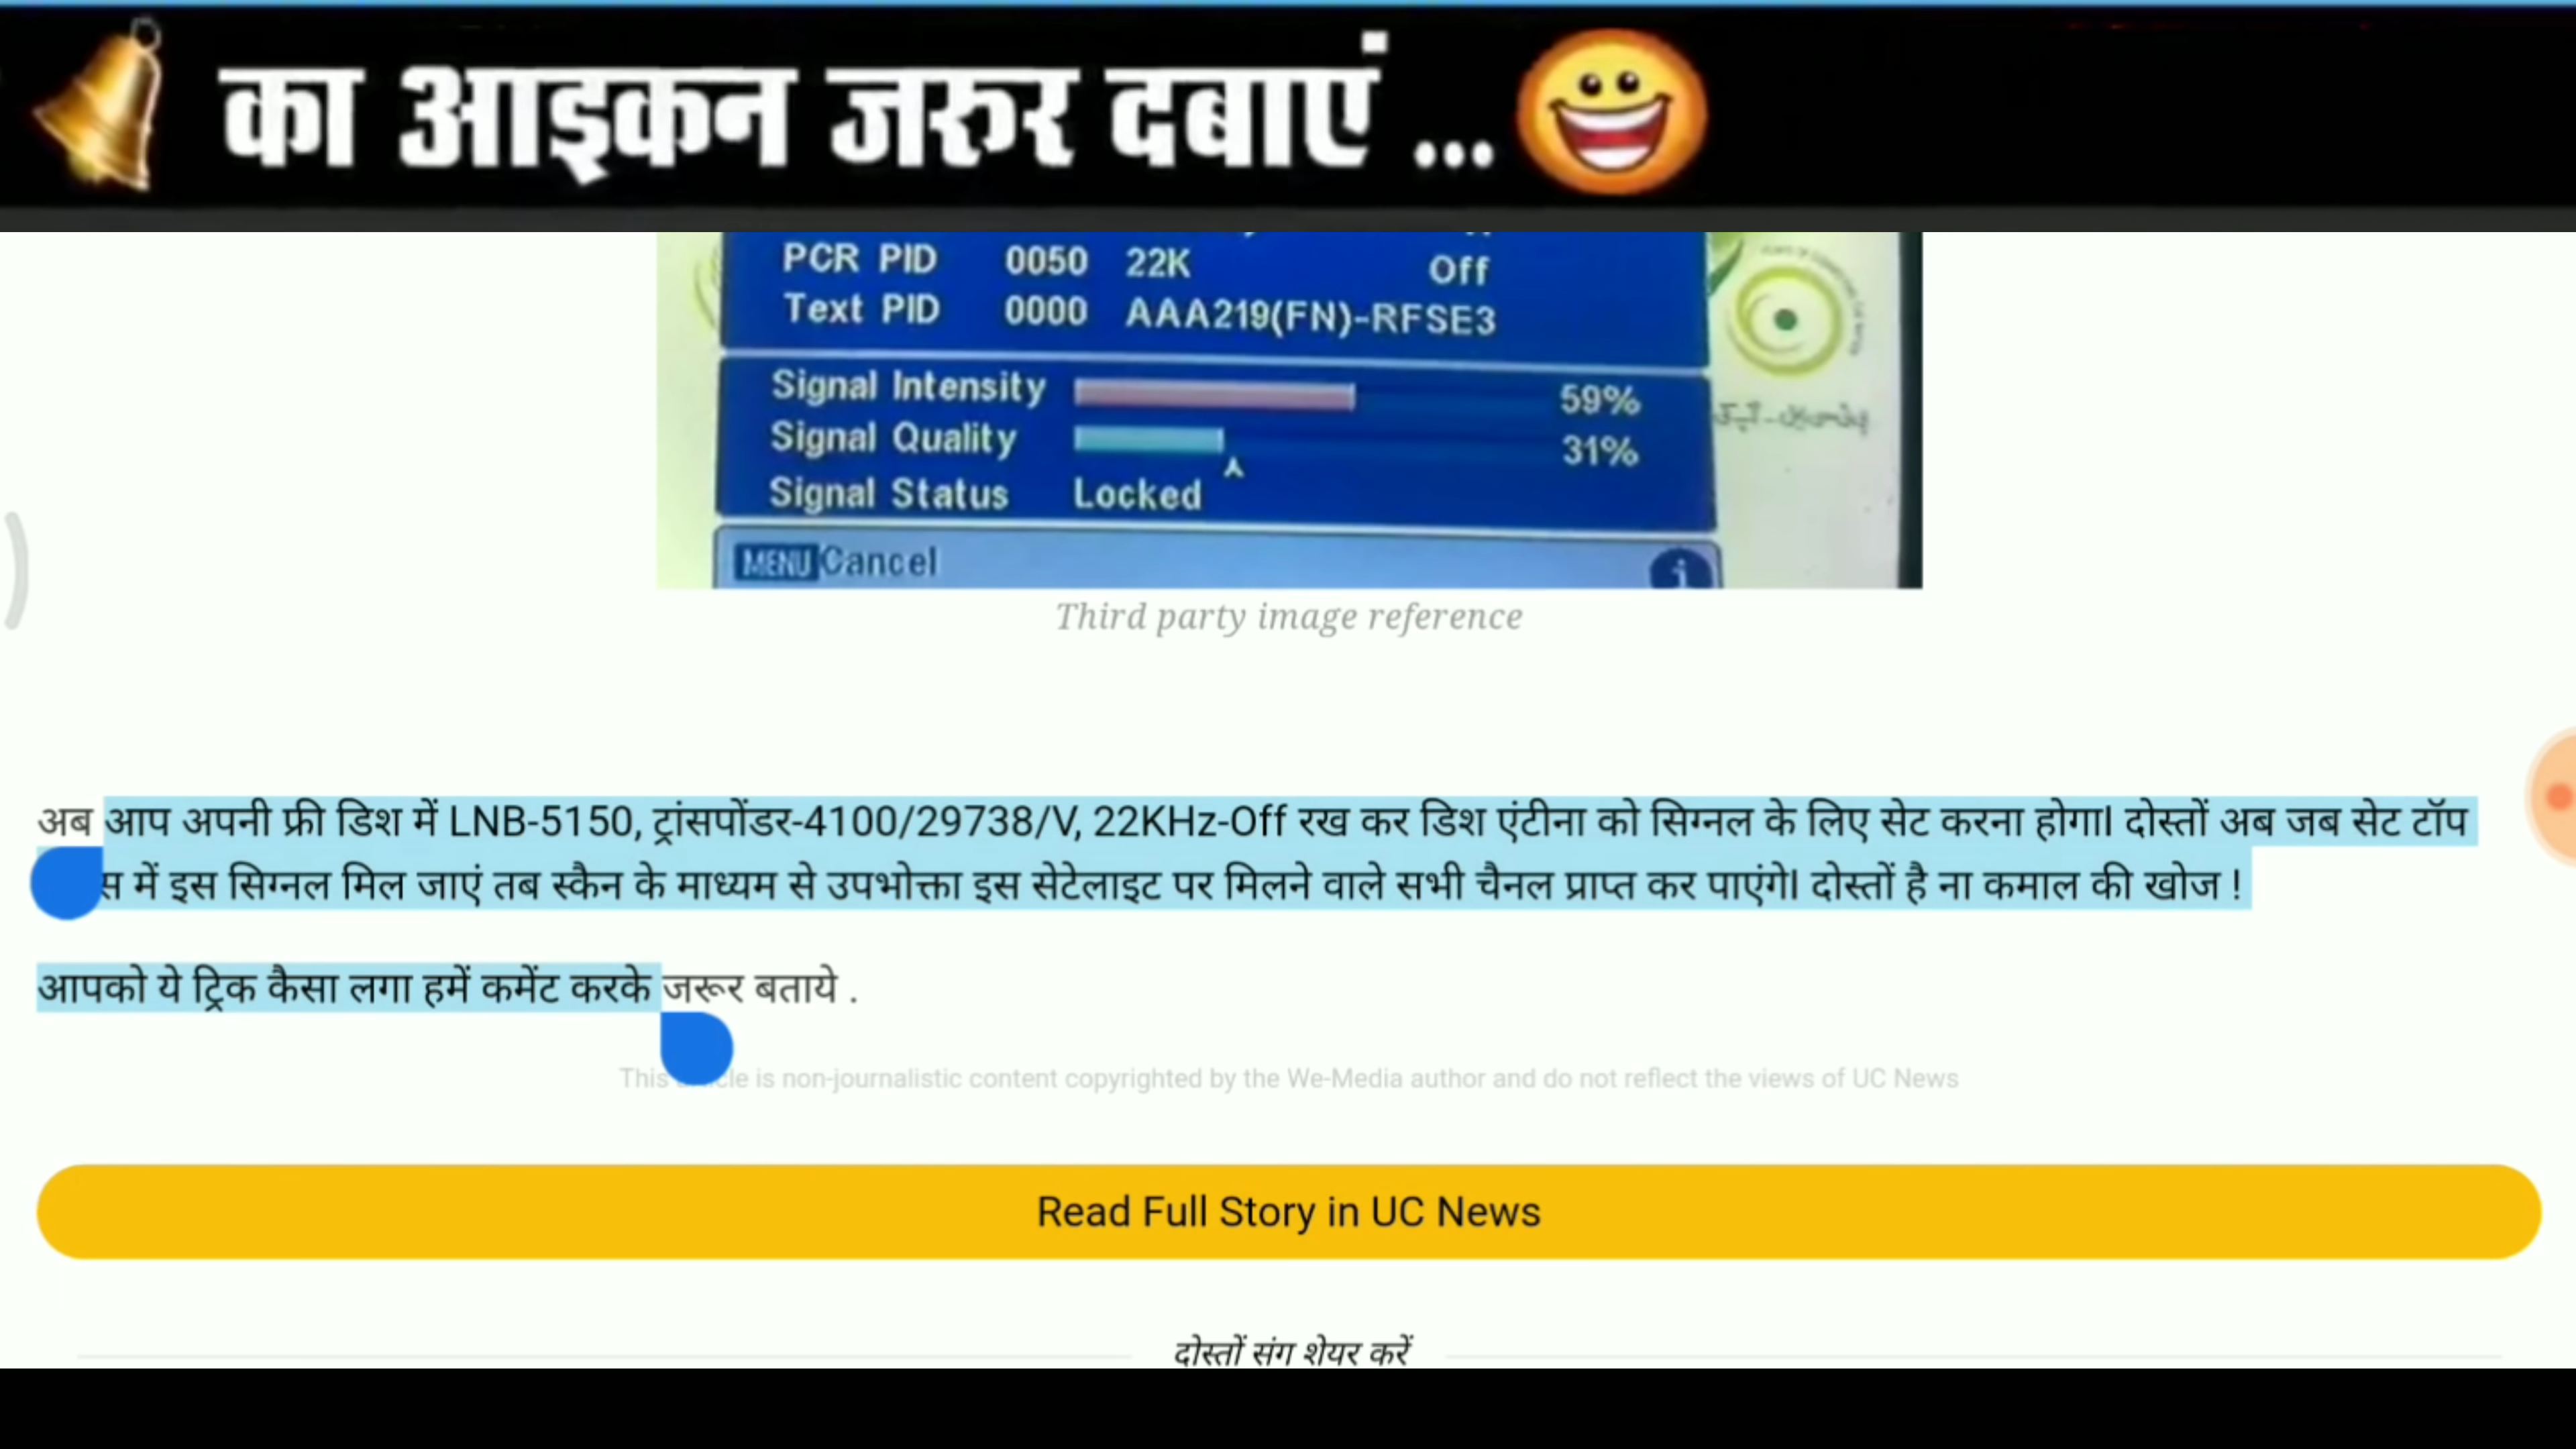 का आइकन जरुर दबाएं ...
PCR PID 0050 22K Off
Text PID 0000 AAA219(FN)-RFSE3
Signal Intensity 59%
Signal Quality 31%
Signal Status Locked
MENU Cancel
Third party image reference
अब आप अपनी फ्री डिश में LNB-5150, ट्रांसपोंडर-4100/29738/V, 22KHz-Off रख कर डिश एंटीना को सिग्नल के लिए सेट करना होगा। दोस्तों अब जब सेट टॉप
में इस सिग्नल मिल जाएं तब स्कैन के माध्यम से उपभोक्ता इस सेटेलाइट पर मिलने वाले सभी चैनल प्राप्त कर पाएंगे। दोस्तों है ना कमाल की खोज !
आपको ये ट्रिक कैसा लगा हमें कमेंट करके जरूर बताये .
This is non-journalistic content copyrighted by the We-Media author and do not reflect the views of UC News
Read Full Story in UC News
दोस्तों संग शेयर करें